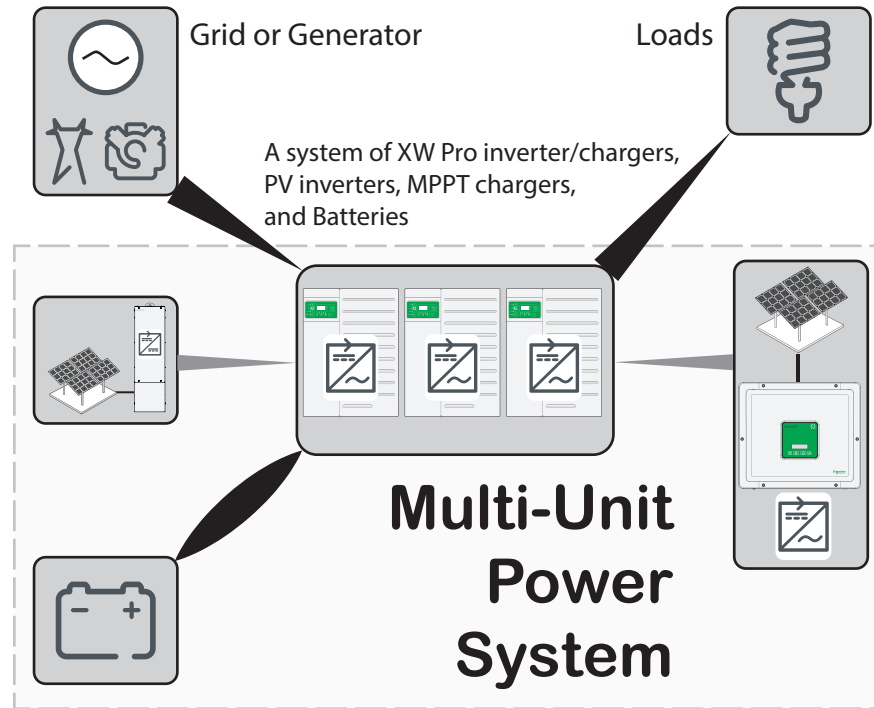 Grid or Generator
Loads
A system of XW Pro inverter/chargers,
PV inverters, MPPT chargers,
and Batteries
Multi-Unit
Power
System